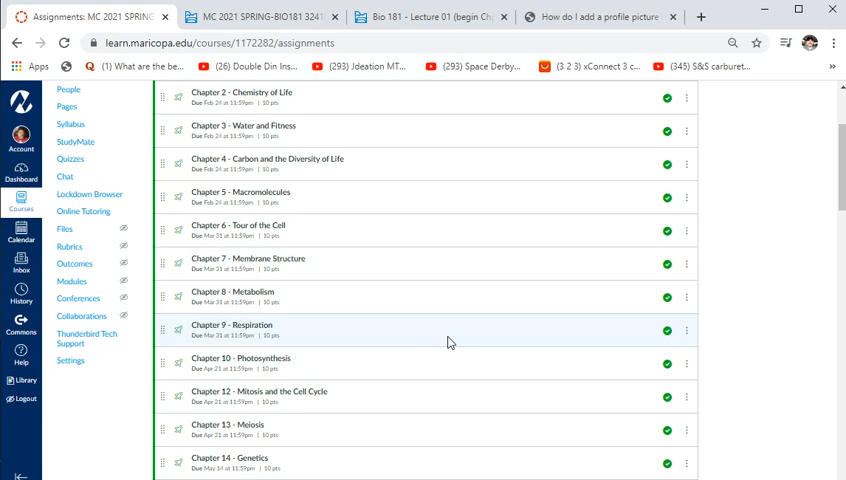 Assignments: MC 2021 SPRING-
MC 2021 SPRING-BIO181 3241
Bio 181 - Lecture 01 (begin Ch
How do I add a profile picture
learn.maricopa.edu/courses/1172282/assignments
Apps
(1) What are the be...
(26) Double Din Ins...
(293) Jdeation MT...
(293) Space Derby...
(3 2 3) xConnect 3 c...
(345) S&S carburet...
»
Account
Dashboard
Courses
Calendar
Inbox
History
Commons
Help
Library
Logout
People
Pages
Syllabus
StudyMate
Quizzes
Chat
Lockdown Browser
Online Tutoring
Files
Rubrics
Outcomes
Modules
Conferences
Collaborations
Thunderbird Tech
Support
Settings
Chapter 2 - Chemistry of Life
Due Feb 24 at 11:59pm | 10 pts
Chapter 3 - Water and Fitness
Due Feb 24 at 11:59pm | 10 pts
Chapter 4 - Carbon and the Diversity of Life
Due Feb 24 at 11:59pm | 10 pts
Chapter 5 - Macromolecules
Due Feb 24 at 11:59pm | 10 pts
Chapter 6 - Tour of the Cell
Due Mar 31 at 11:59pm | 10 pts
Chapter 7 - Membrane Structure
Due Mar 31 at 11:59pm | 10 pts
Chapter 8 - Metabolism
Due Mar 31 at 11:59pm | 10 pts
Chapter 9 - Respiration
Due Mar 31 at 11:59pm | 10 pts
Chapter 10 - Photosynthesis
Due Apr 21 at 11:59pm | 10 pts
Chapter 12 - Mitosis and the Cell Cycle
Due Apr 21 at 11:59pm | 10 pts
Chapter 13 - Meiosis
Due Apr 21 at 11:59pm | 10 pts
Chapter 14 - Genetics
Due May 14 at 11:59pm | 10 pts